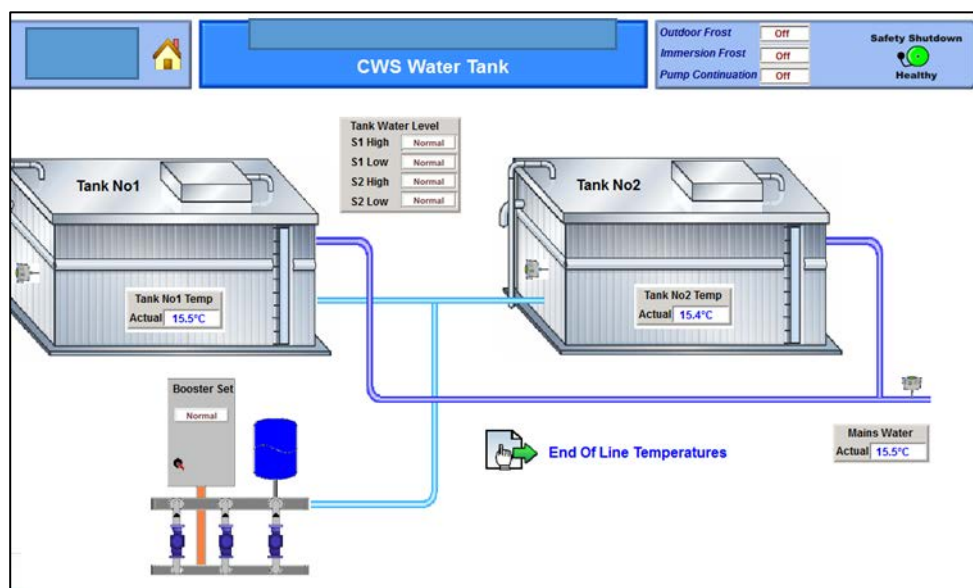 CWS Water Tank
Outdoor Frost Off
Immersion Frost Off
Pump Continuation Off
Safety Shutdown
Healthy
Tank Water Level
S1 High Normal
S1 Low Normal
S2 High Normal
S2 Low Normal
Tank No1
Tank No2
Tank No1 Temp
Actual 15.5°C
Tank No2 Temp
Actual 15.4°C
Booster Set
Normal
End Of Line Temperatures
Mains Water
Actual 15.5°C